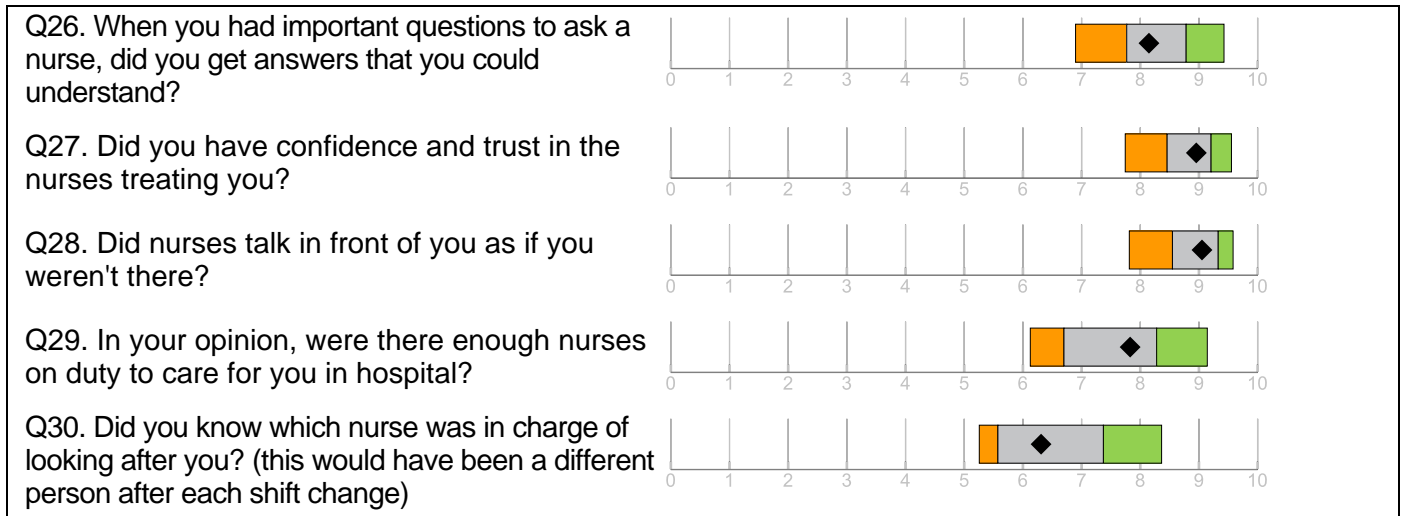 Q26. When you had important questions to ask a
nurse, did you get answers that you could
understand?
0 1 2 3 4 5 6 7 8 9 10
Q27. Did you have confidence and trust in the
nurses treating you?
0 1 2 3 4 5 6 7 8 9 10
Q28. Did nurses talk in front of you as if you
weren't there?
0 1 2 3 4 5 6 7 8 9 10
Q29. In your opinion, were there enough nurses
on duty to care for you in hospital?
0 1 2 3 4 5 6 7 8 9 10
Q30. Did you know which nurse was in charge of
looking after you? (this would have been a different
person after each shift change)
0 1 2 3 4 5 6 7 8 9 10